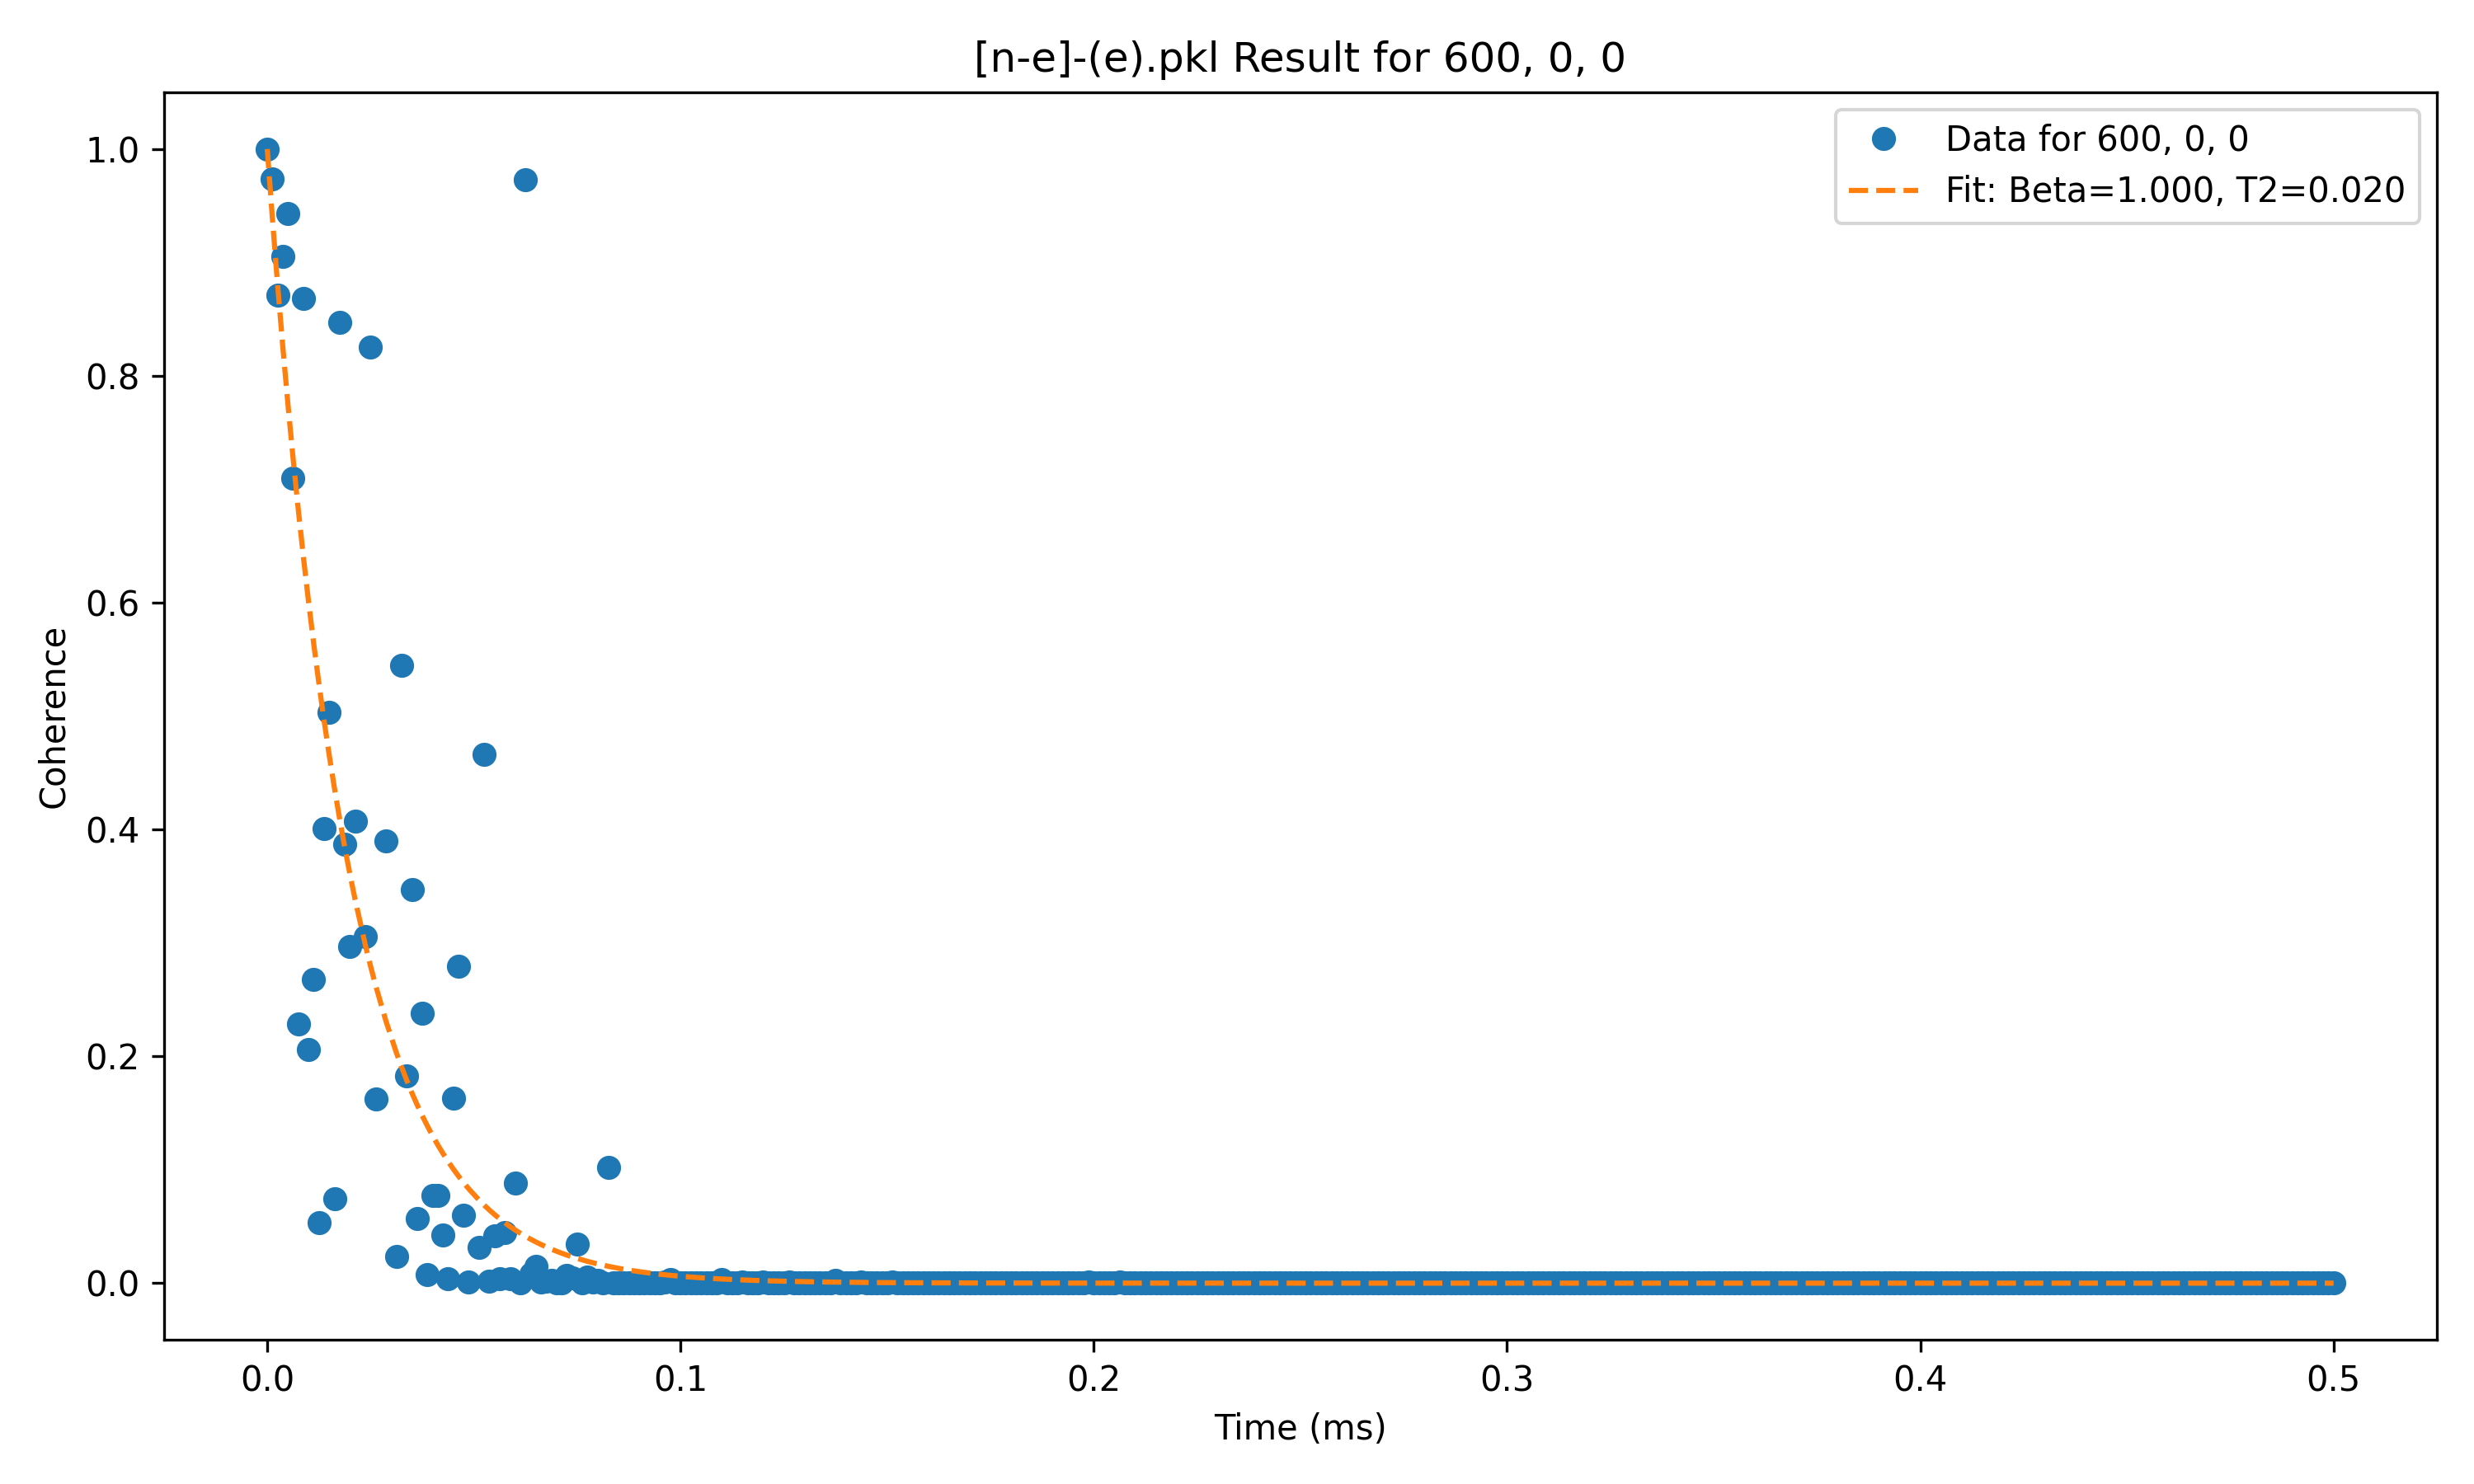 [n-e]-(e).pkl Result for 600, 0, 0
Data for 600, 0, 0
Fit: Beta=1.000, T2=0.020
Coherence
1.0
0.8
0.6
0.4
0.2
0.0
0.0 0.1 0.2 0.3 0.4 0.5
Time (ms)